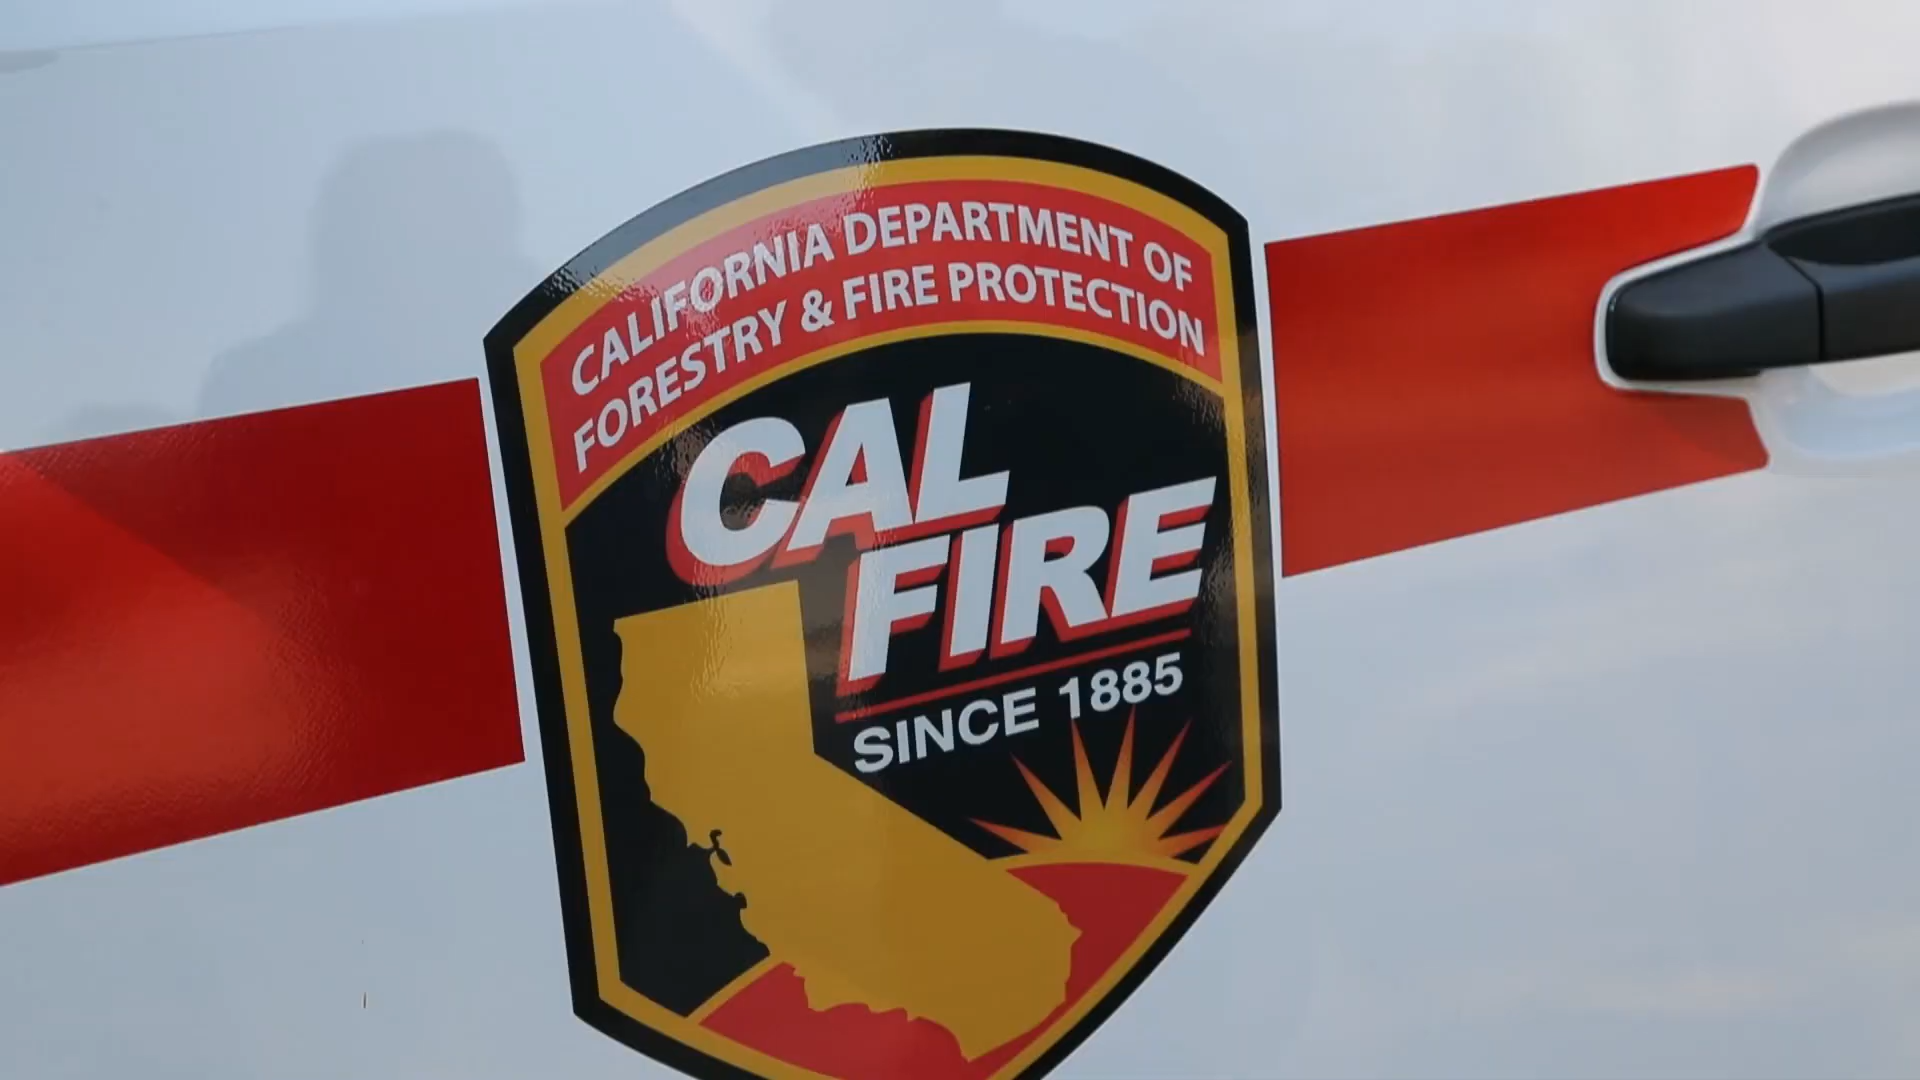 CALIFORNIA DEPARTMENT OF
FORESTRY & FIRE PROTECTION
CAL
FIRE
SINCE 1885